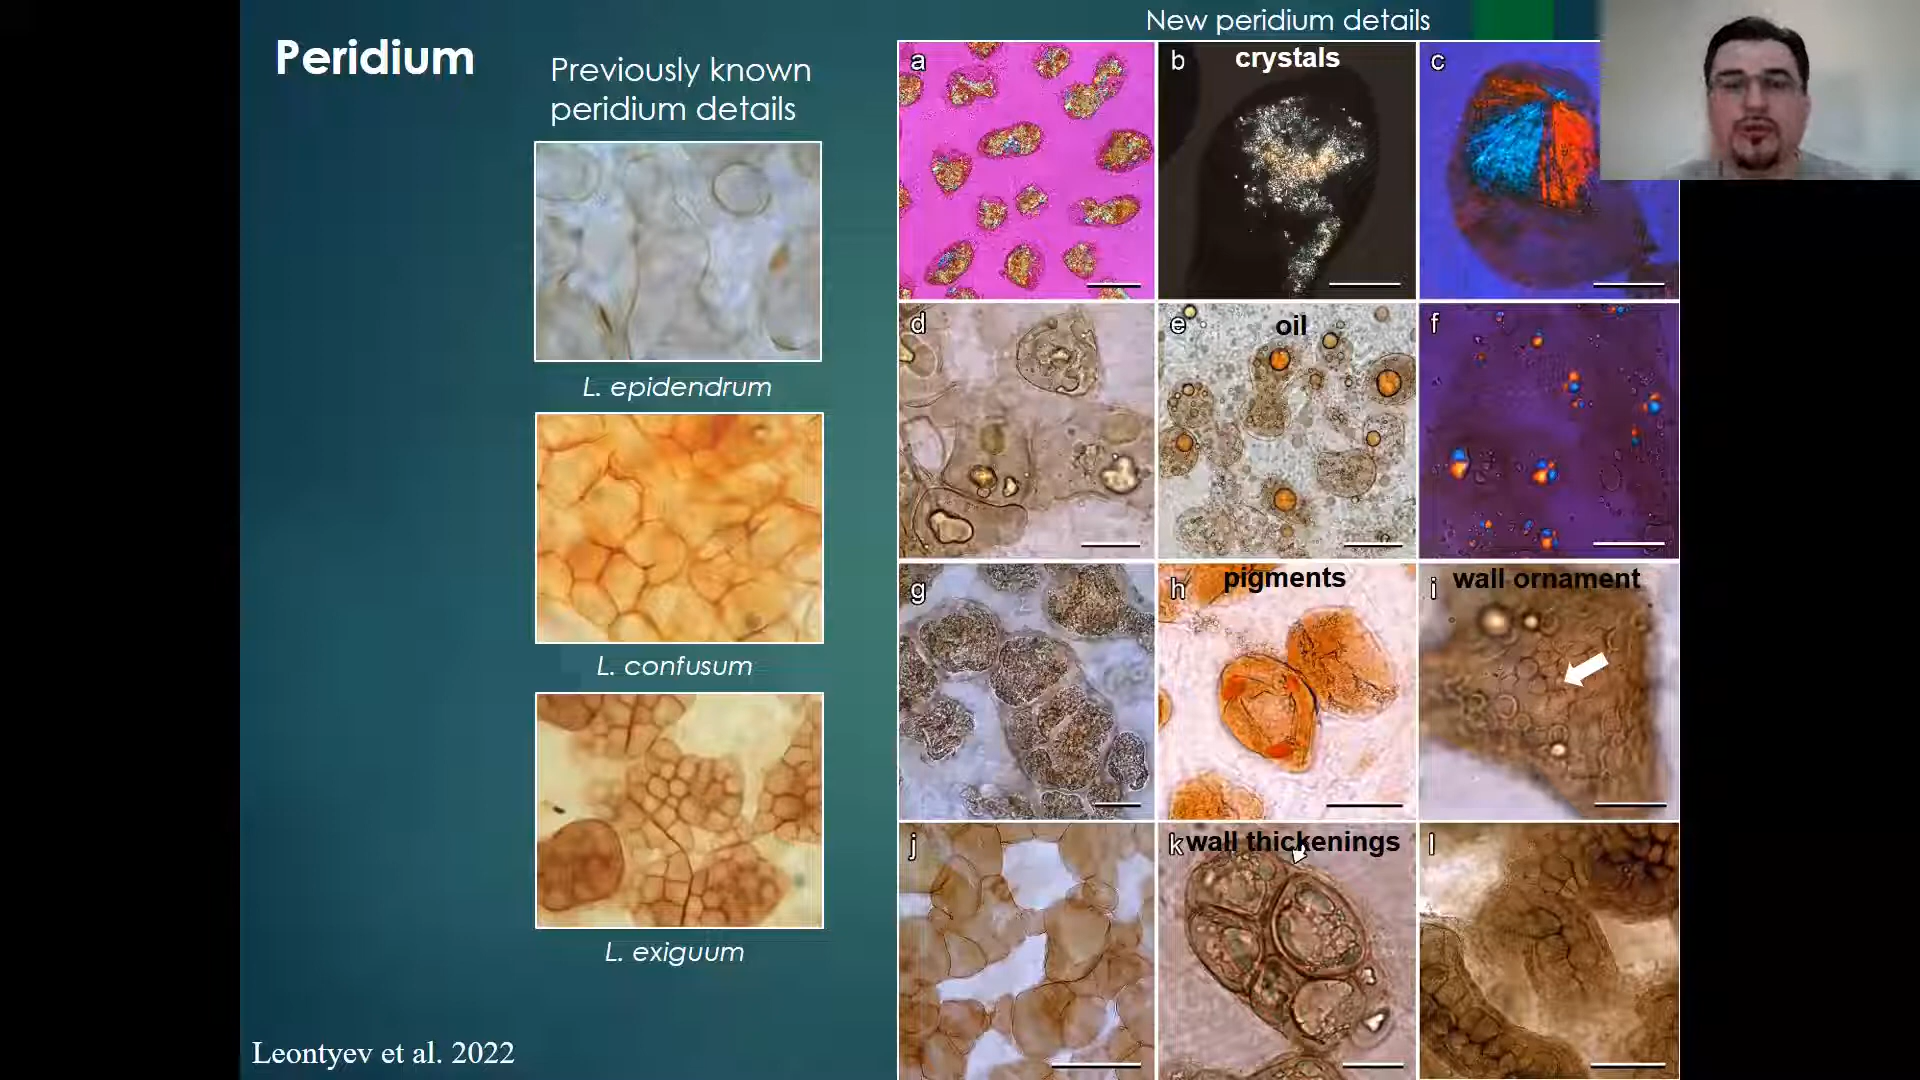 Peridium
Previously known
peridium details
L. epidendrum
L. confusum
L. exiguum
Leontyev et al. 2022
New peridium details
a
b crystals
c
d
e oil
f
g
h pigments
i wall ornament
j
k wall thickenings
l